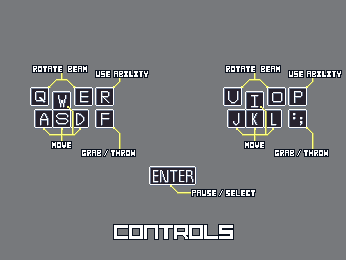 ROTATE BEAM
USE ABILITY
Q W E R
A S D F
MOVE
GRAB/THROW
ROTATE BEAM
USE ABILITY
U I O P
J K L :;
MOVE
GRAB/THROW
ENTER
PAUSE/SELECT
CONTROLS